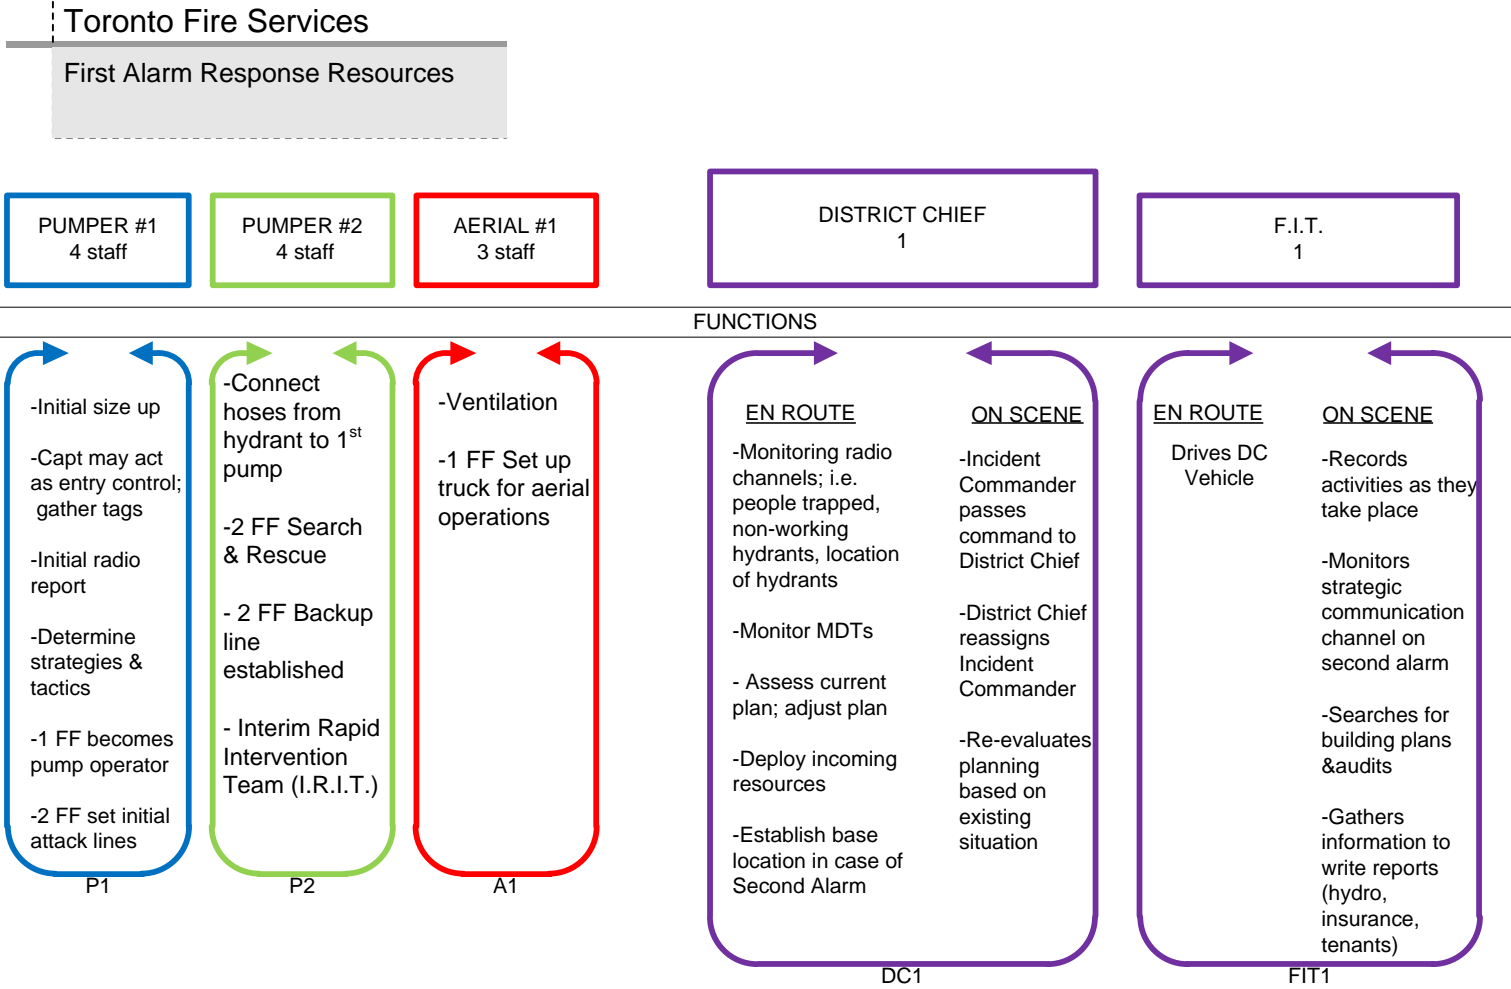 Toronto Fire Services
First Alarm Response Resources
PUMPER #1
4 staff
PUMPER #2
4 staff
AERIAL #1
3 staff
DISTRICT CHIEF
1
F.I.T.
1
FUNCTIONS
-Initial size up
-Capt may act
as entry control;
gather tags
-Initial radio
report
-Determine
strategies &
tactics
-1 FF becomes
pump operator
-2 FF set initial
attack lines
P1
-Connect
hoses from
hydrant to 1st
pump
-2 FF Search
& Rescue
- 2 FF Backup
line
established
- Interim Rapid
Intervention
Team (I.R.I.T.)
P2
-Ventilation
-1 FF Set up
truck for aerial
operations
A1
EN ROUTE
-Monitoring radio
channels; i.e.
people trapped,
non-working
hydrants, location
of hydrants
-Monitor MDTs
- Assess current
plan; adjust plan
-Deploy incoming
resources
-Establish base
location in case of
Second Alarm
ON SCENE
-Incident
Commander
passes
command to
District Chief
-District Chief
reassigns
Incident
Commander
-Re-evaluates
planning
based on
existing
situation
DC1
EN ROUTE
Drives DC
Vehicle
ON SCENE
-Records
activities as they
take place
-Monitors
strategic
communication
channel on
second alarm
-Searches for
building plans
&audits
-Gathers
information to
write reports
(hydro,
insurance,
tenants)
FIT1